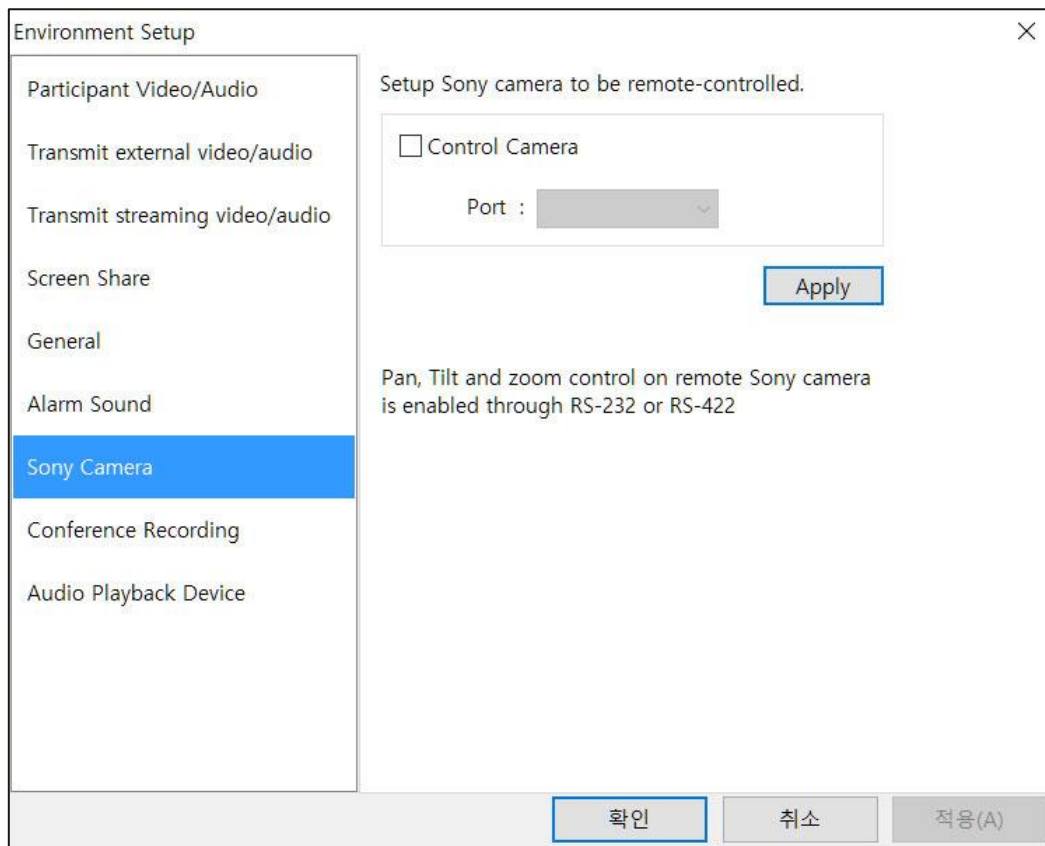 Environment Setup
Participant Video/Audio
Transmit external video/audio
Transmit streaming video/audio
Screen Share
General
Alarm Sound
Sony Camera
Conference Recording
Audio Playback Device
Setup Sony camera to be remote-controlled.
Control Camera
Port :
Apply
Pan, Tilt and zoom control on remote Sony camera
is enabled through RS-232 or RS-422
확인
취소
적용(A)